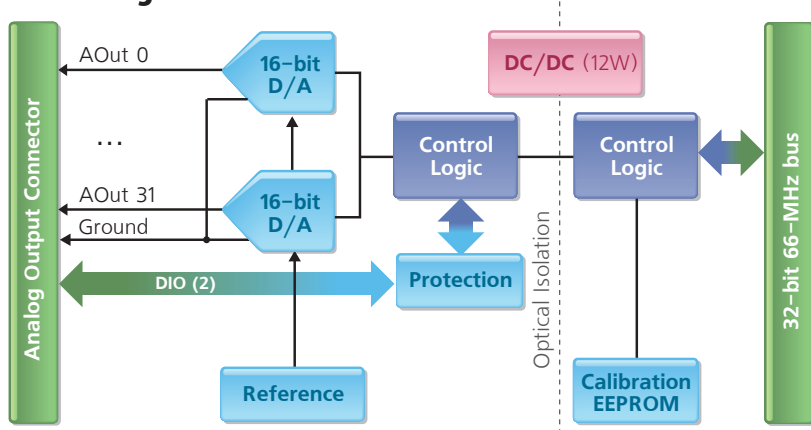 AOut 0
16-bit
D/A
DC/DC (12W)
...
Control
Logic
Control
Logic
AOut 31
Ground
16-bit
D/A
DIO (2)
Protection
Reference
Calibration
EEPROM
Analog Output Connector
Optical Isolation
32-bit 66-MHz bus